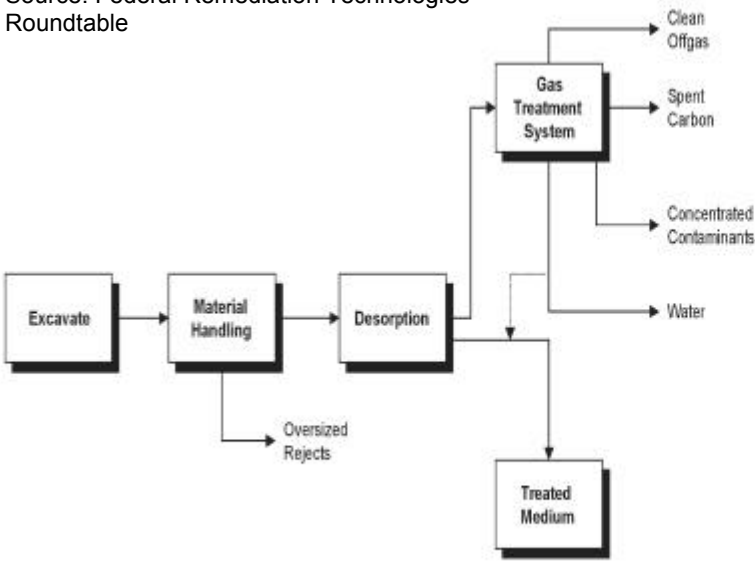 Source: Federal Remediation Technologies
Roundtable
Clean
Offgas
Gas
Treatment
System
Spent
Carbon
Concentrated
Contaminants
Excavate
Material
Handling
Desorption
Water
Oversized
Rejects
Treated
Medium